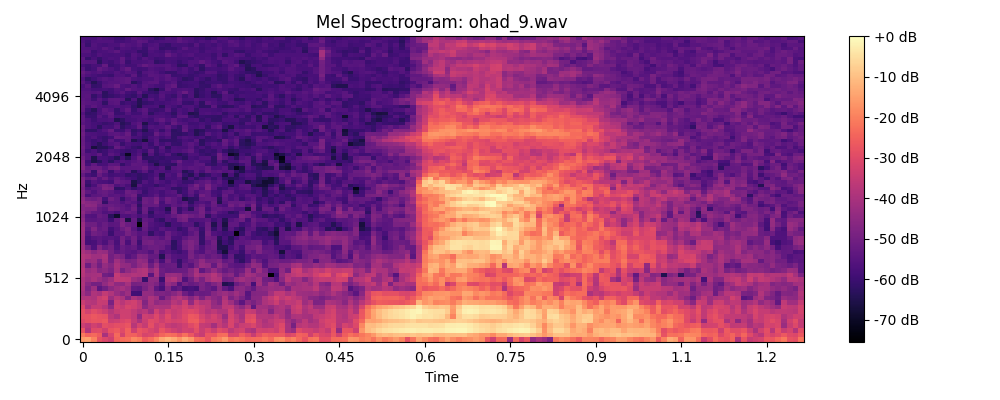 Mel Spectrogram: ohad_9.wav
Hz
4096
2048
1024
512
0
0
0.15
0.3
0.45
0.6
0.75
0.9
1.1
1.2
Time
+0 dB
-10 dB
-20 dB
-30 dB
-40 dB
-50 dB
-60 dB
-70 dB